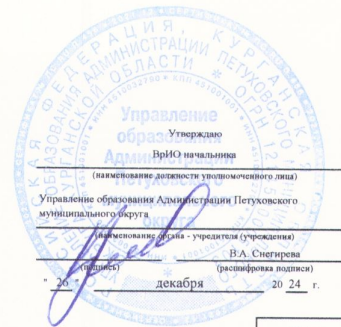 Утверждаю
ВрИО начальника
(наименование должности уполномоченного лица)
Управление образования Администрации Петуховского
муниципального округа
(наименование органа - учредителя (учреждения)
В.А. Снегирева
(подпись) (расшифровка подписи)
" 26 " декабря 20 24 г.
Управление
образования
Администрации
Петуховского
округа